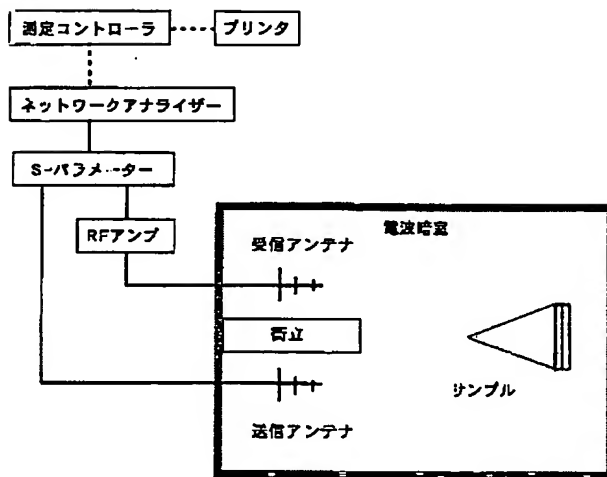 測定コントローラ
プリンタ
ネットワークアナライザー
S-パラメーター
RFアンプ
電波暗室
受信アンテナ
衝立
サンプル
送信アンテナ